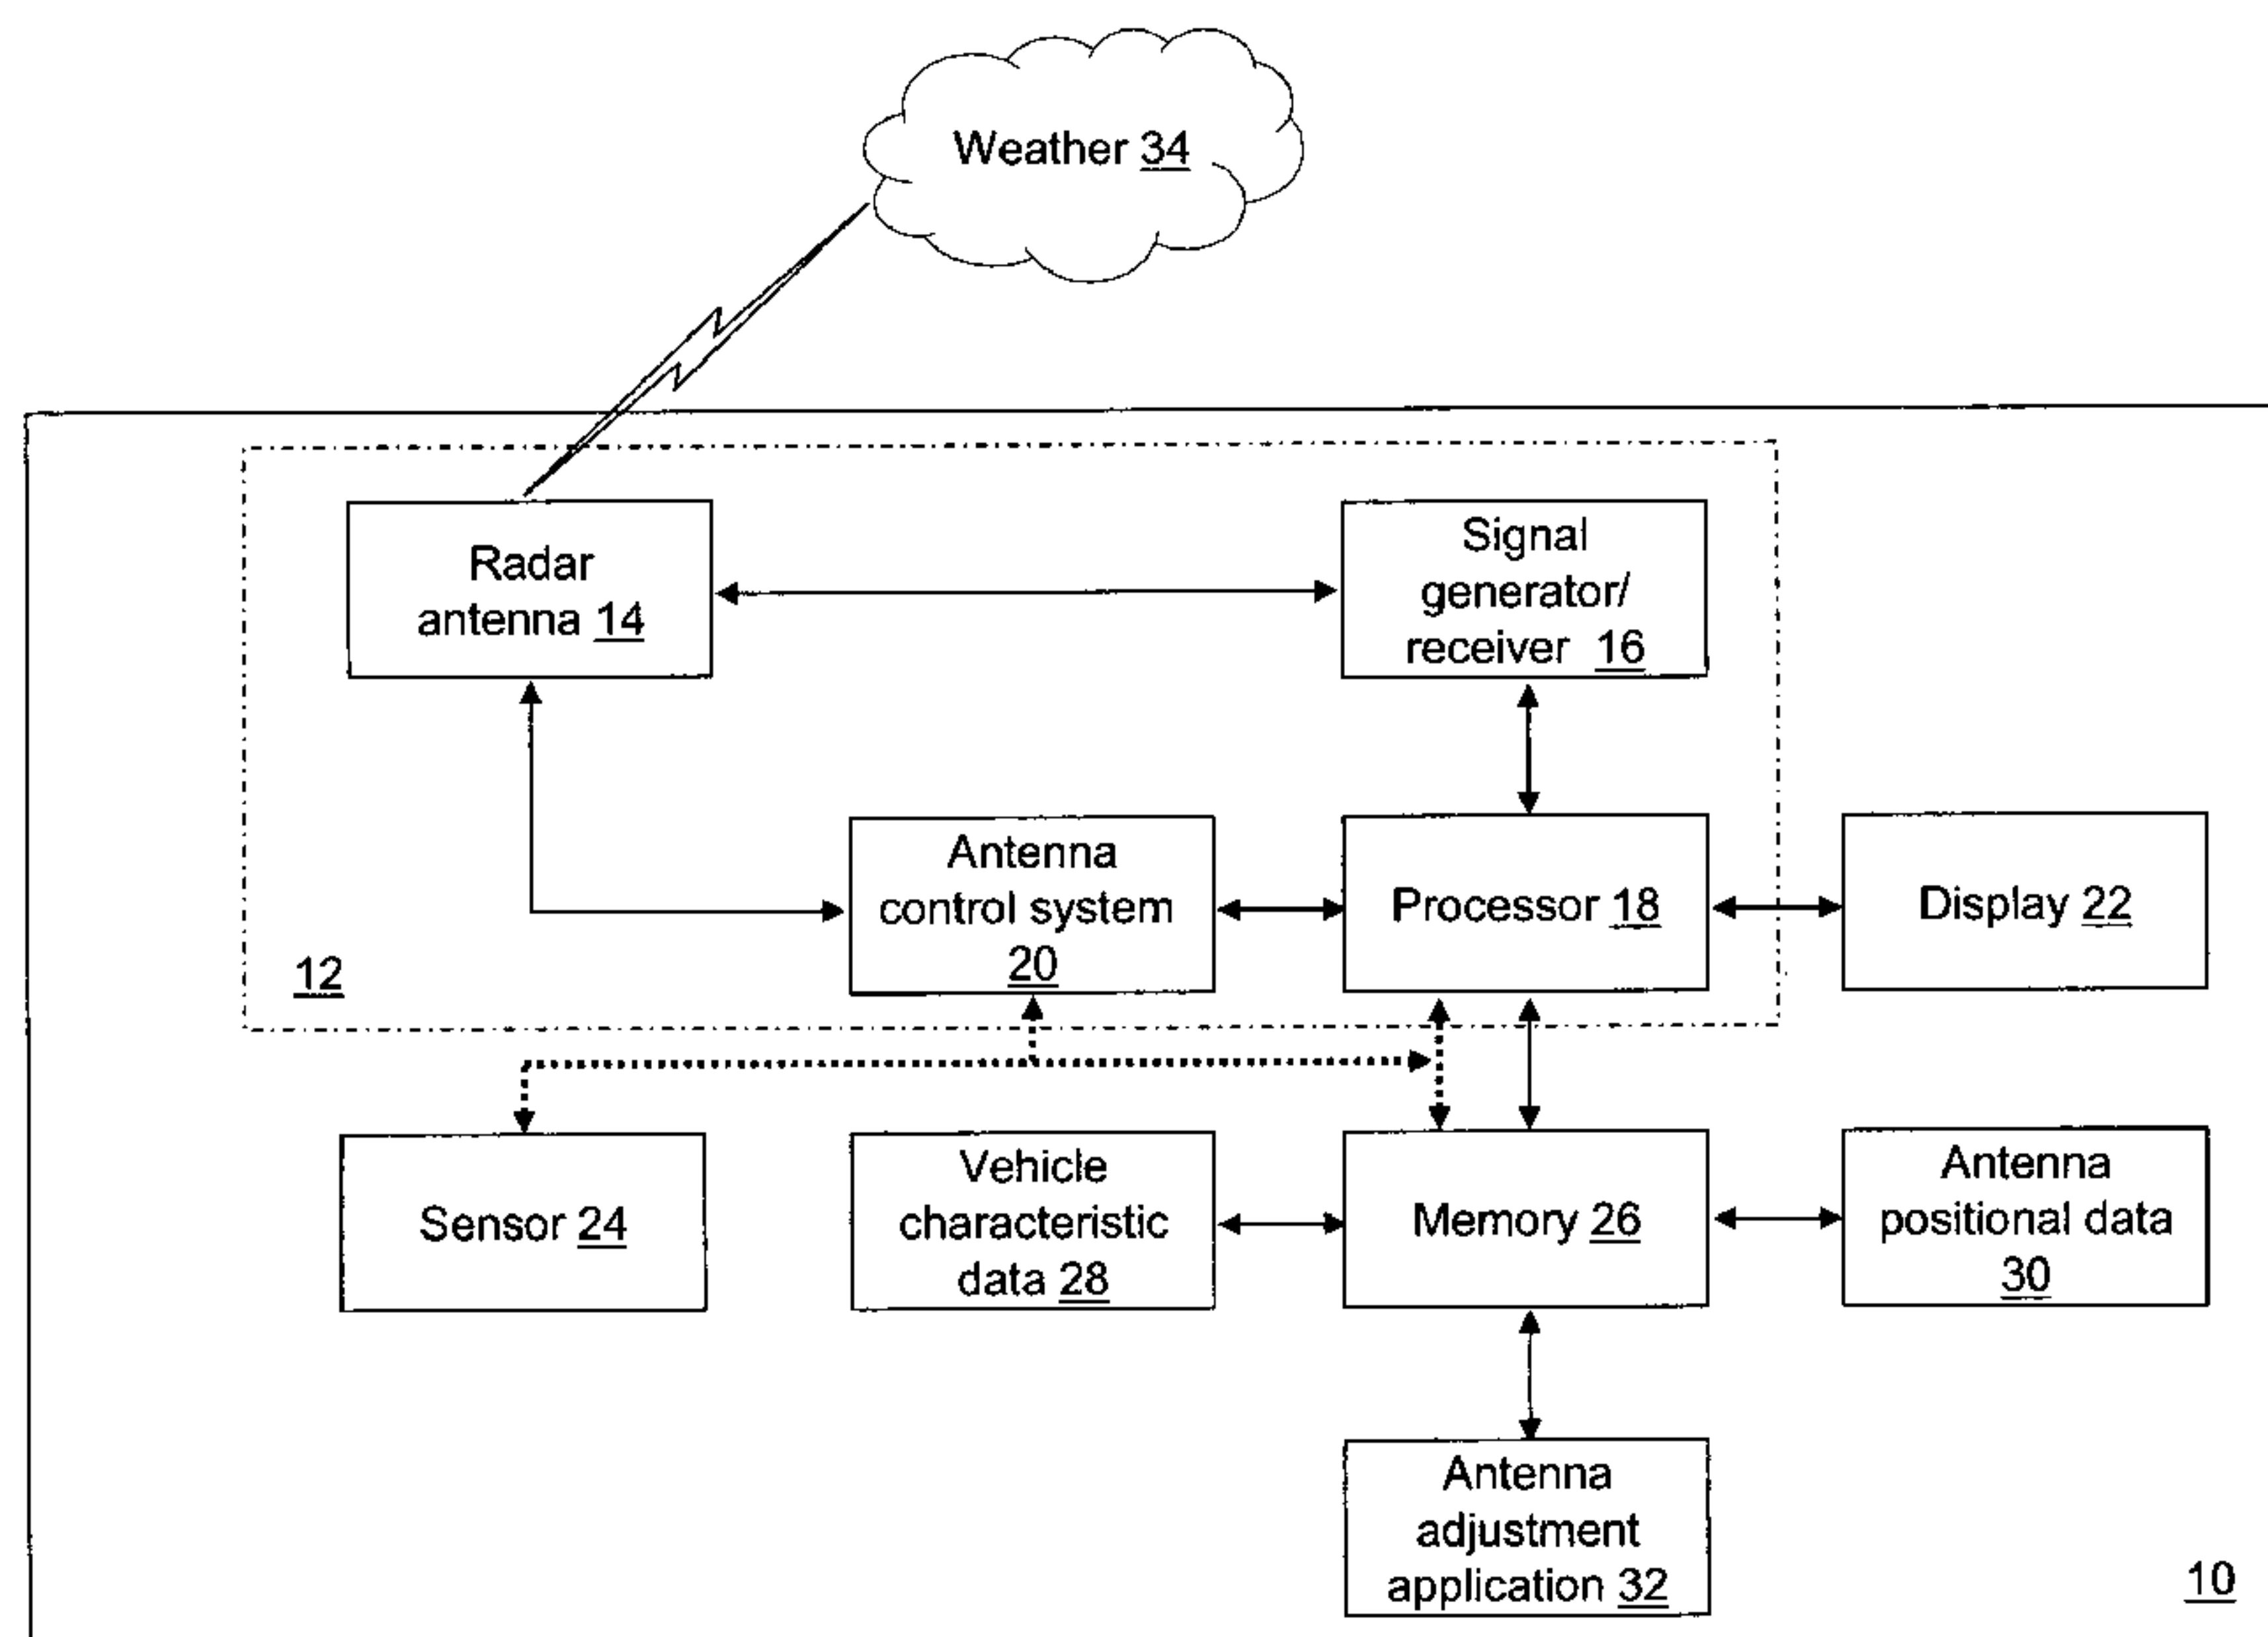 Weather 34
Radar
antenna 14
Signal
generator/
receiver 16
Antenna
control system
20
Processor 18
Display 22
12
Sensor 24
Vehicle
characteristic
data 28
Memory 26
Antenna
positional data
30
Antenna
adjustment
application 32
10